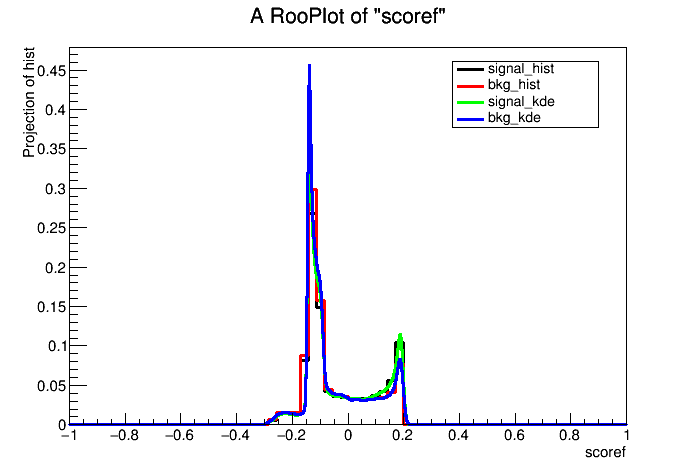 A RooPlot of "scoref"
Projection of hist
signal_hist
bkg_hist
signal_kde
bkg_kde
0.45
0.4
0.35
0.3
0.25
0.2
0.15
0.1
0.05
0
−1 −0.8 −0.6 −0.4 −0.2 0 0.2 0.4 0.6 0.8 1
scoref